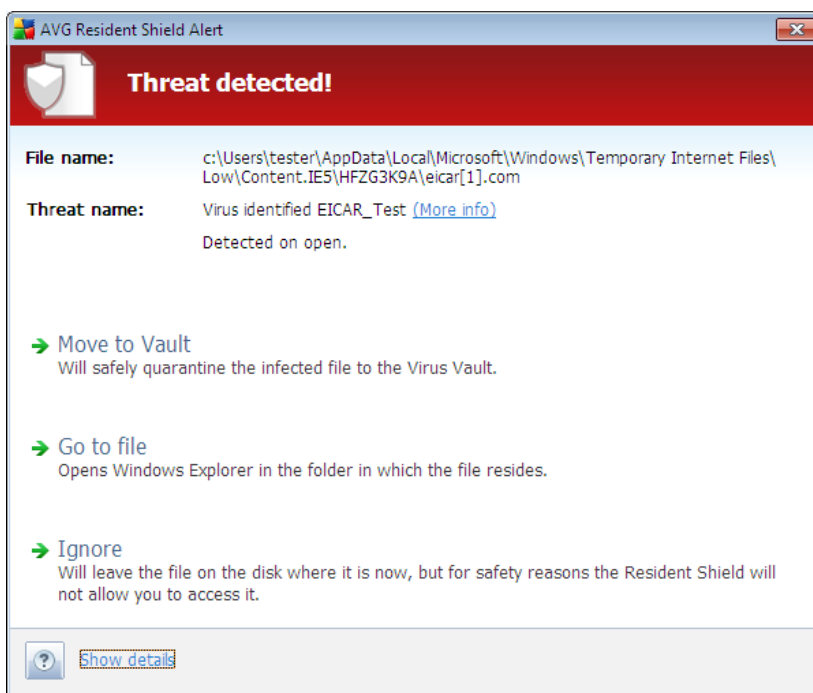 AVG Resident Shield Alert
Threat detected!
File name: c:\Users\tester\AppData\Local\Microsoft\Windows\Temporary Internet Files\
Low\Content.IE5\HFZG3K9A\eicar[1].com
Threat name: Virus identified EICAR_Test (More info)
Detected on open.
Move to Vault
Will safely quarantine the infected file to the Virus Vault.
Go to file
Opens Windows Explorer in the folder in which the file resides.
Ignore
Will leave the file on the disk where it is now, but for safety reasons the Resident Shield will
not allow you to access it.
? Show details